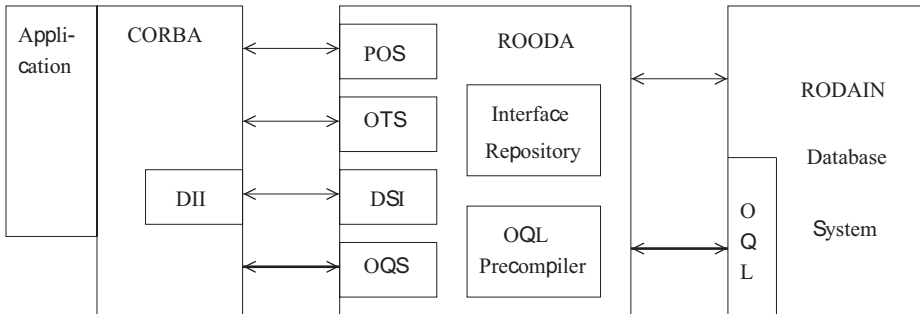 Appli-
cation
CORBA
DII
POS
OTS
DSI
OQS
ROODA
Interface
Repository
OQL
Precompiler
RODAIN
Database
System
O
Q
L